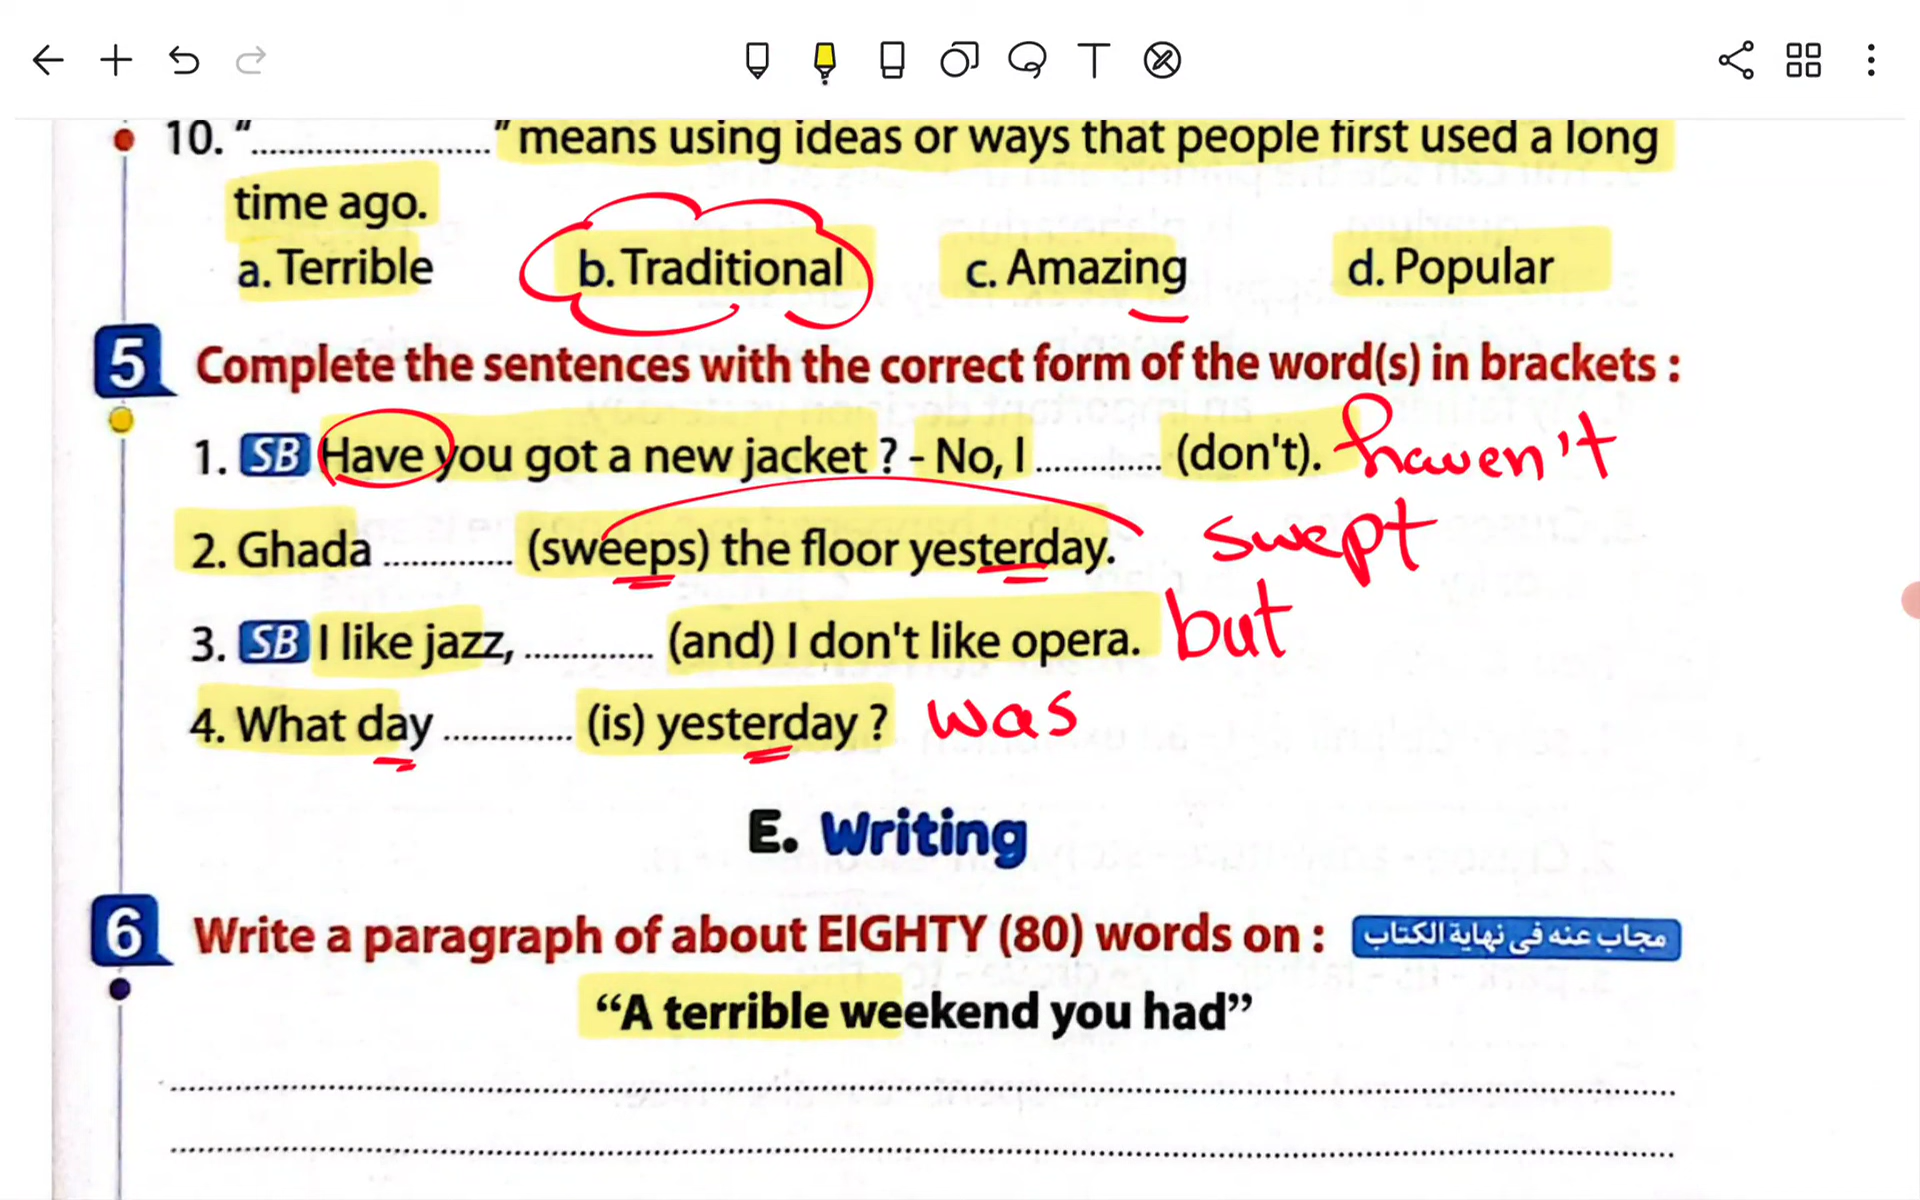 10. "........................" means using ideas or ways that people first used a long
time ago.
a. Terrible b. Traditional c. Amazing d. Popular
5 Complete the sentences with the correct form of the word(s) in brackets :
1. SB Have you got a new jacket ? - No, I ............. (don't). haven't
2. Ghada ............. (sweeps) the floor yesterday. swept
3. SB I like jazz, ............. (and) I don't like opera. but
4. What day ............. (is) yesterday ? was
E. Writing
6 Write a paragraph of about EIGHTY (80) words on : مجاب عنه فى نهاية الكتاب
“A terrible weekend you had”